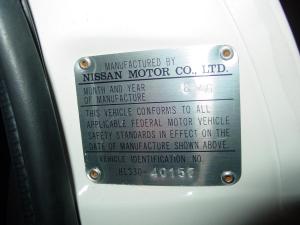 MANUFACTURED BY
NISSAN MOTOR CO., LTD.
MONTH AND YEAR
OF MANUFACTURE
THIS VEHICLE CONFORMS TO ALL
APPLICABLE FEDERAL MOTOR VEHICLE
SAFETY STANDARDS IN EFFECT ON THE
DATE OF MANUFACTURE SHOWN ABOVE.
VEHICLE IDENTIFICATION NO.